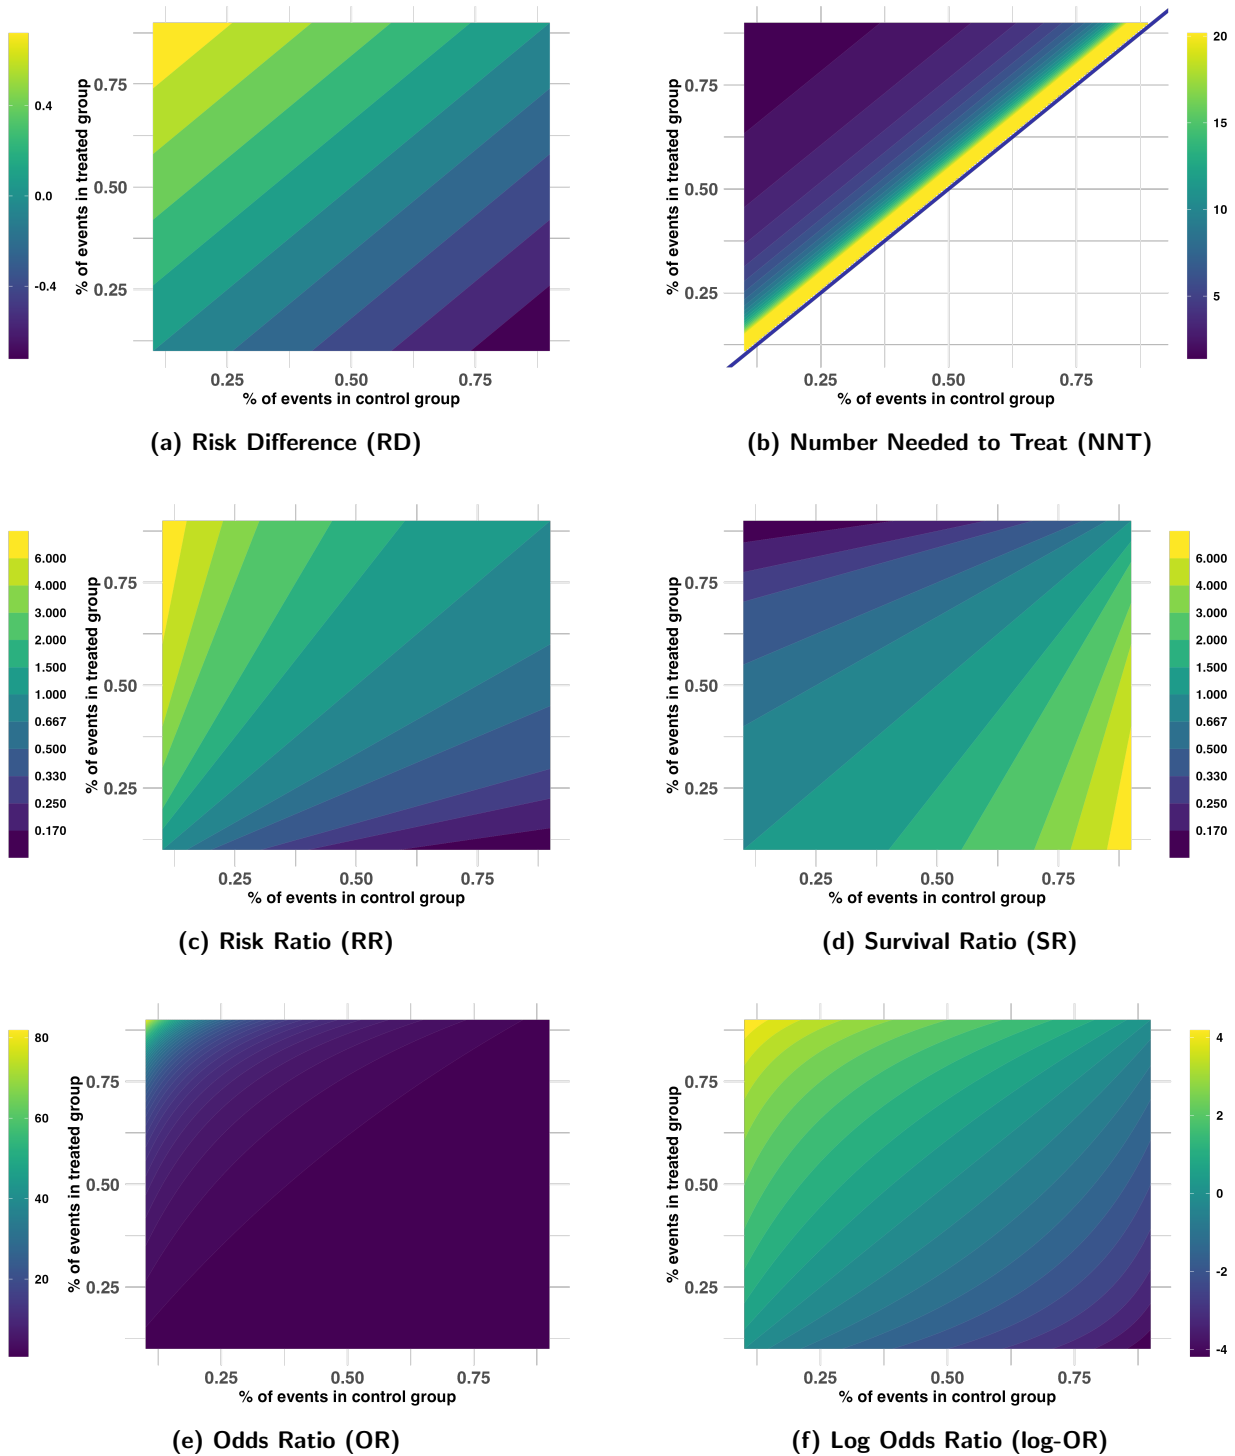 0.4
0.0
-0.4
% of events in treated group
0.75
0.50
0.25
0.25 0.50 0.75
% of events in control group
(a) Risk Difference (RD)
% of events in treated group
0.75
0.50
0.25
0.25 0.50 0.75
% of events in control group
20
15
10
5
(b) Number Needed to Treat (NNT)
6.000
4.000
3.000
2.000
1.500
1.000
0.667
0.500
0.330
0.250
0.170
% of events in treated group
0.75
0.50
0.25
0.25 0.50 0.75
% of events in control group
(c) Risk Ratio (RR)
% of events in treated group
0.75
0.50
0.25
0.25 0.50 0.75
% of events in control group
6.000
4.000
3.000
2.000
1.500
1.000
0.667
0.500
0.330
0.250
0.170
(d) Survival Ratio (SR)
80
60
40
20
% of events in treated group
0.75
0.50
0.25
0.25 0.50 0.75
% of events in control group
(e) Odds Ratio (OR)
% events in treated group
0.75
0.50
0.25
0.25 0.50 0.75
% of events in control group
4
2
0
-2
-4
(f) Log Odds Ratio (log-OR)